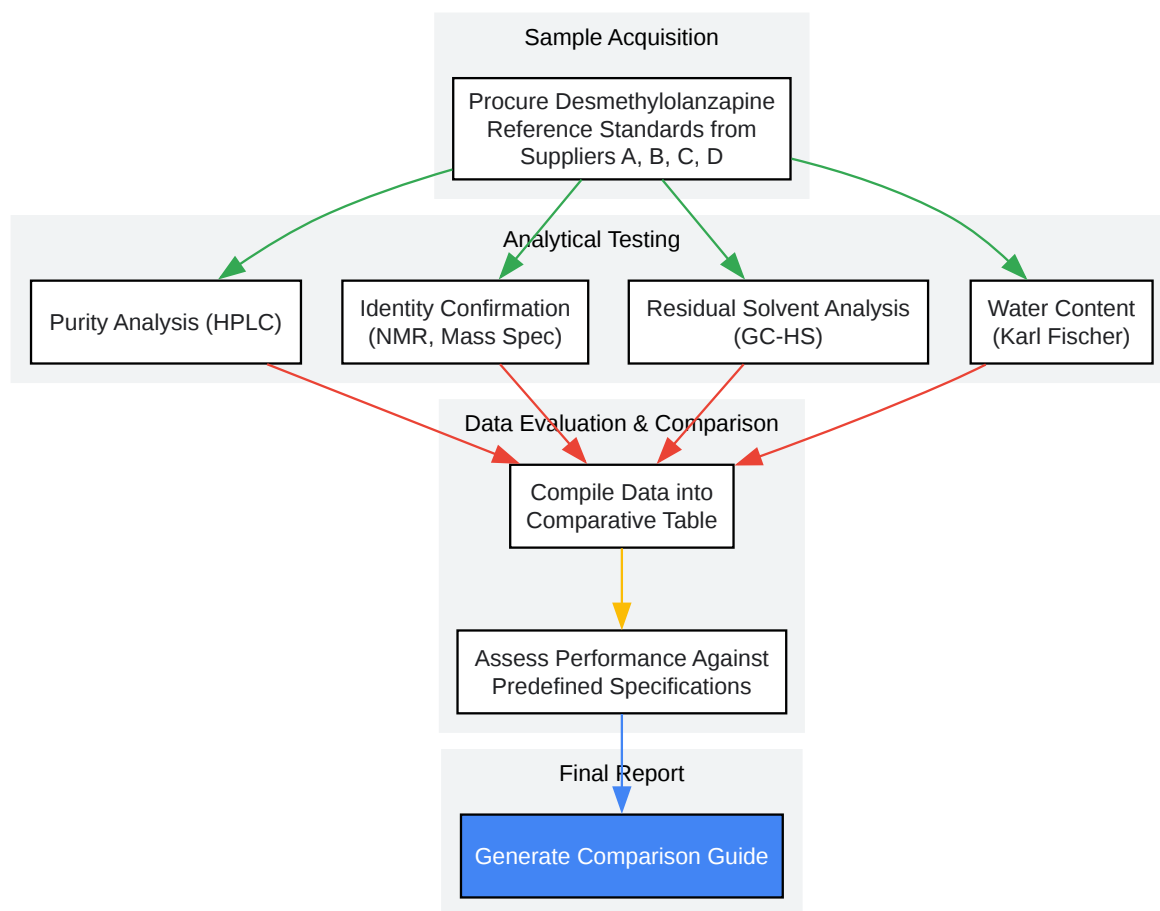 Sample Acquisition
Procure Desmethylolanzapine
Reference Standards from
Suppliers A, B, C, D
Analytical Testing
Purity Analysis (HPLC)
Identity Confirmation
(NMR, Mass Spec)
Residual Solvent Analysis
(GC-HS)
Water Content
(Karl Fischer)
Data Evaluation & Comparison
Compile Data into
Comparative Table
Assess Performance Against
Predefined Specifications
Final Report
Generate Comparison Guide